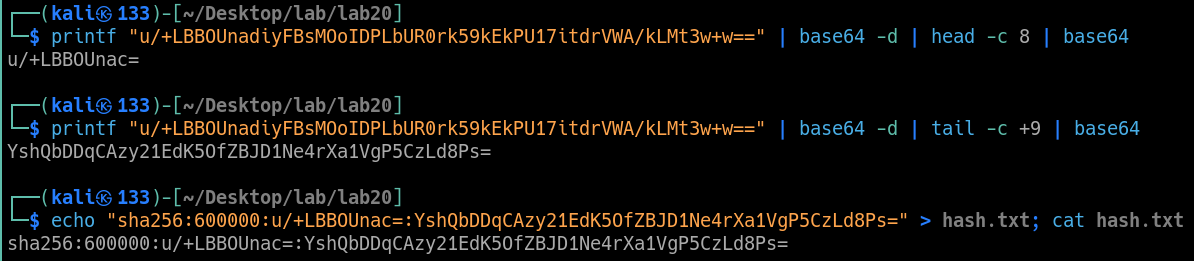 ┌──(kali㉿133)-[~/Desktop/lab/lab20]
└─$ printf "u/+LBBOUnadiyFBsMOoIDPLbUR0rk59kEkPU17itdrVWA/kLMt3w+w==" | base64 -d | head -c 8 | base64
u/+LBBOUnac=
┌──(kali㉿133)-[~/Desktop/lab/lab20]
└─$ printf "u/+LBBOUnadiyFBsMOoIDPLbUR0rk59kEkPU17itdrVWA/kLMt3w+w==" | base64 -d | tail -c +9 | base64
YshQbDDqCAzy21EdK5OfZBJD1Ne4rXa1VgP5CzLd8Ps=
┌──(kali㉿133)-[~/Desktop/lab/lab20]
└─$ echo "sha256:600000:u/+LBBOUnac=:YshQbDDqCAzy21EdK5OfZBJD1Ne4rXa1VgP5CzLd8Ps=" > hash.txt; cat hash.txt
sha256:600000:u/+LBBOUnac=:YshQbDDqCAzy21EdK5OfZBJD1Ne4rXa1VgP5CzLd8Ps=